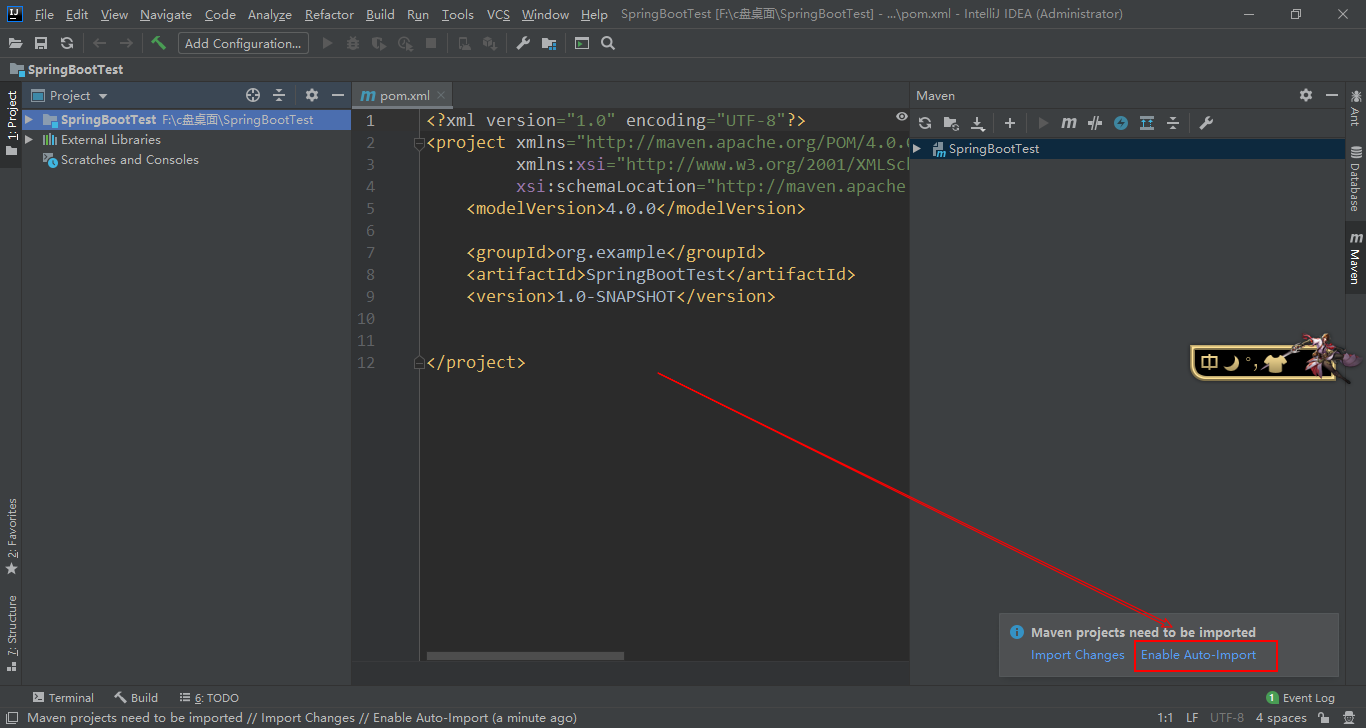 File Edit View Navigate Code Analyze Refactor Build Run Tools VCS Window Help SpringBootTest [F:\c盘桌面\SpringBootTest] - ...\pom.xml - IntelliJ IDEA (Administrator)
Add Configuration...
SpringBootTest
1: Project
Project
SpringBootTest F:\c盘桌面\SpringBootTest
External Libraries
Scratches and Consoles
2: Favorites
7: Structure
pom.xml
1 <?xml version="1.0" encoding="UTF-8"?>
2 <project xmlns="http://maven.apache.org/POM/4.0.
3 xmlns:xsi="http://www.w3.org/2001/XMLSc
4 xsi:schemaLocation="http://maven.apache
5 <modelVersion>4.0.0</modelVersion>
6
7 <groupId>org.example</groupId>
8 <artifactId>SpringBootTest</artifactId>
9 <version>1.0-SNAPSHOT</version>
10
11
12 </project>
Maven
SpringBootTest
Ant
Database
Maven
中
Maven projects need to be imported
Import Changes Enable Auto-Import
Terminal Build 6: TODO 1 Event Log
Maven projects need to be imported // Import Changes // Enable Auto-Import (a minute ago) 1:1 LF UTF-8 4 spaces